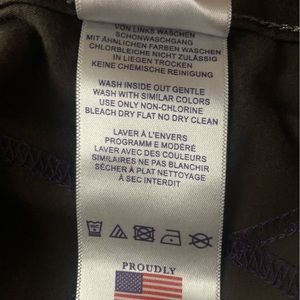 VON LINKS WASCHEN
SCHONWASCHGANG
MIT ÄHNLICHEN FARBEN WASCHEN
CHLORBLEICHE NICHT ZULÄSSIG
IN LIEGEN TROCKEN
KEINE CHEMISCHE REINIGUNG
WASH INSIDE OUT GENTLE
WASH WITH SIMILAR COLORS
USE ONLY NON-CHLORINE
BLEACH DRY FLAT NO DRY CLEAN
LAVER À L'ENVERS
PROGRAMM E MODÉRÉ
LAVER AVEC DES COULEURS
SIMILAIRES NE PAS BLANCHIR
SÉCHER À PLAT NETTOYAGE
À SEC INTERDIT
PROUDLY